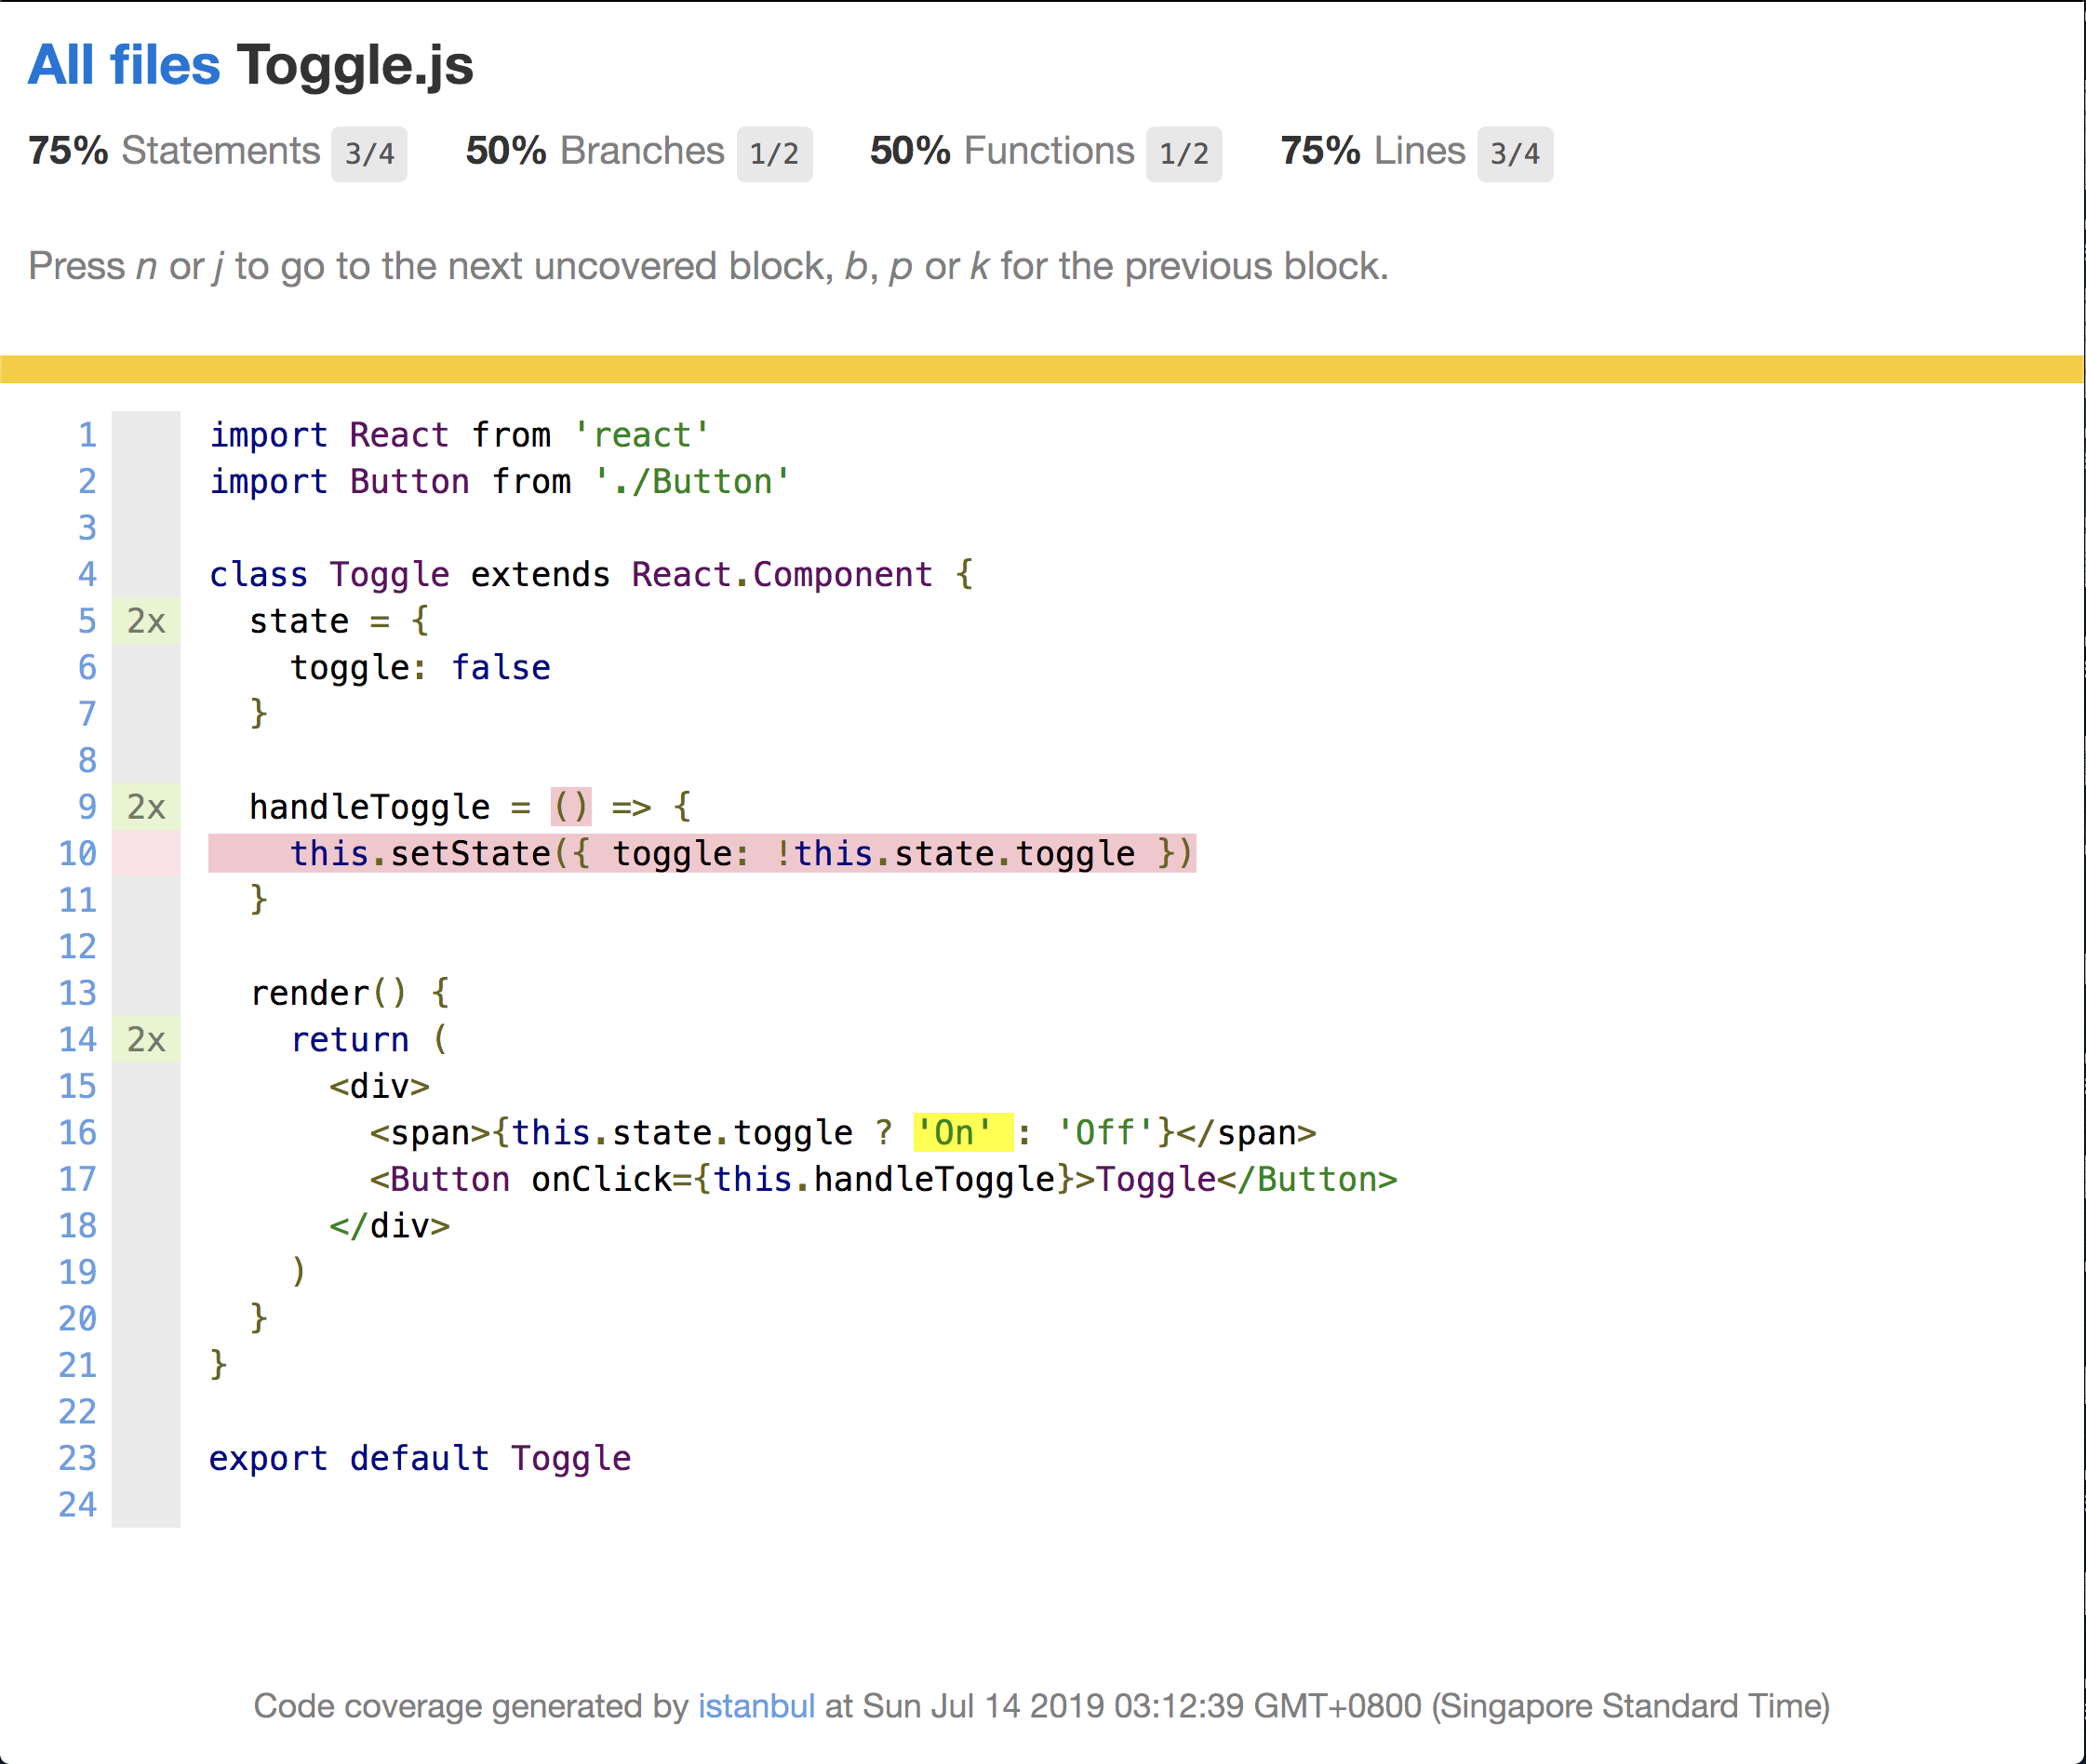 All files Toggle.js
75% Statements 3/4 50% Branches 1/2 50% Functions 1/2 75% Lines 3/4
Press n or j to go to the next uncovered block, b, p or k for the previous block.
1 import React from 'react'
2 import Button from './Button'
3
4 class Toggle extends React.Component {
5 2x   state = {
6     toggle: false
7   }
8
9 2x   handleToggle = () => {
10     this.setState({ toggle: !this.state.toggle })
11   }
12
13   render() {
14 2x     return (
15       <div>
16         <span>{this.state.toggle ? 'On' : 'Off'}</span>
17         <Button onClick={this.handleToggle}>Toggle</Button>
18       </div>
19     )
20   }
21 }
22
23 export default Toggle
24
Code coverage generated by istanbul at Sun Jul 14 2019 03:12:39 GMT+0800 (Singapore Standard Time)